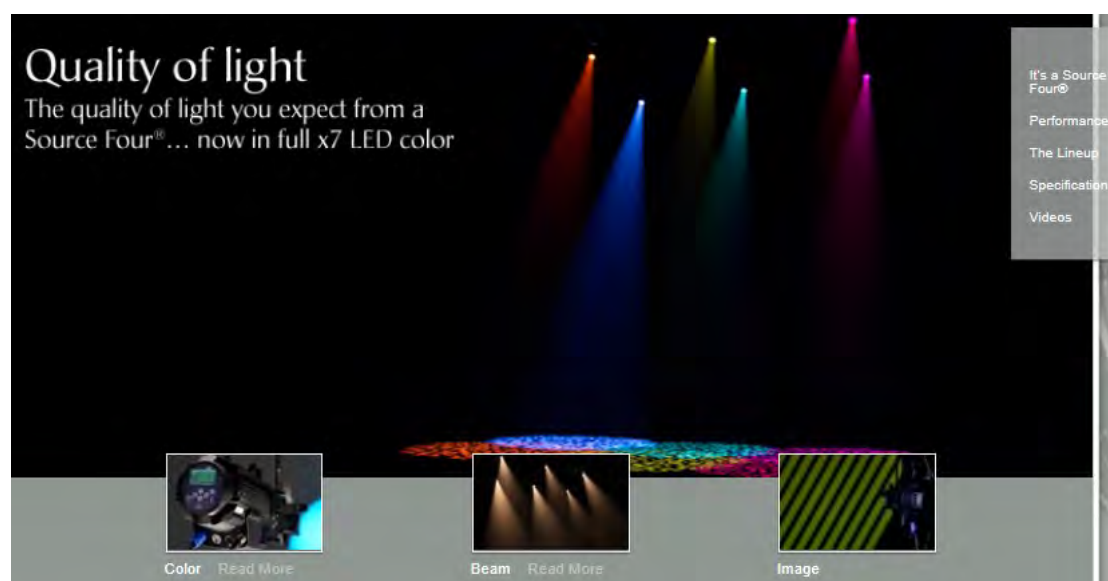 Quality of light
The quality of light you expect from a
Source Four®... now in full x7 LED color
It's a Source
Four®
Performance
The Lineup
Specification
Videos
Color Read More
Beam Read More
Image